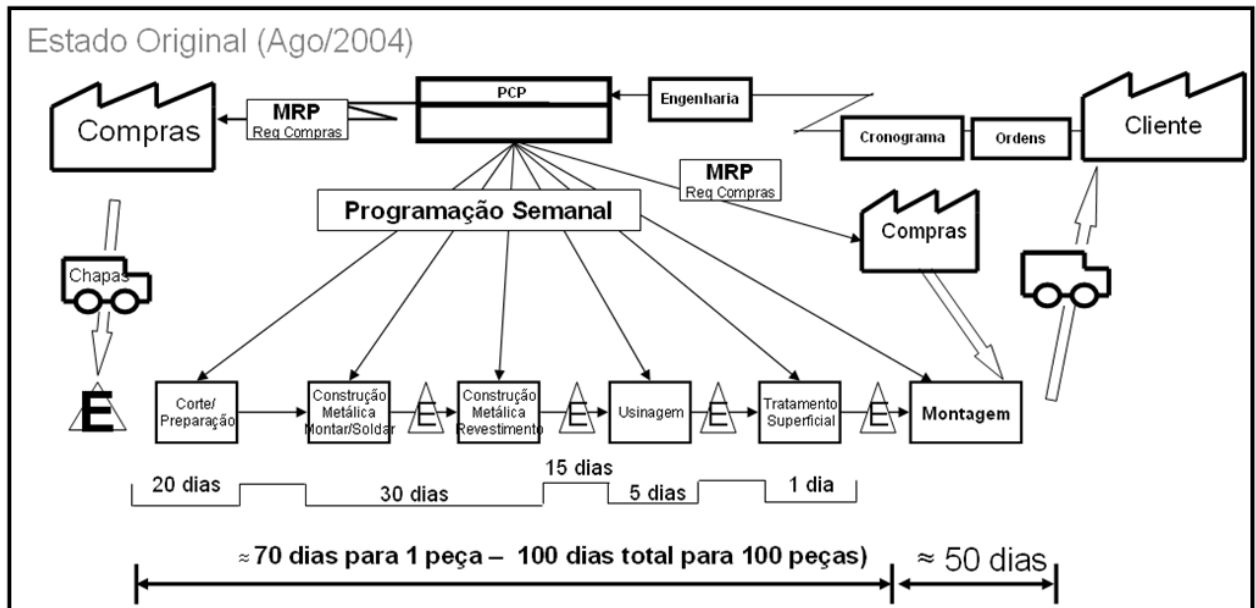 Estado Original (Ago/2004)
Compras
MRP
Req Compras
PCP
Engenharia
Cronograma
Ordens
Cliente
MRP
Req Compras
Programação Semanal
Compras
Chapas
E
Corte/
Preparação
Construção
Metálica
Montar/Soldar
E
Construção
Metálica
Revestimento
E
Usinagem
E
Tratamento
Superficial
E
Montagem
20 dias
30 dias
15 dias
5 dias
1 dia
≈ 70 dias para 1 peça – 100 dias total para 100 peças)
≈ 50 dias